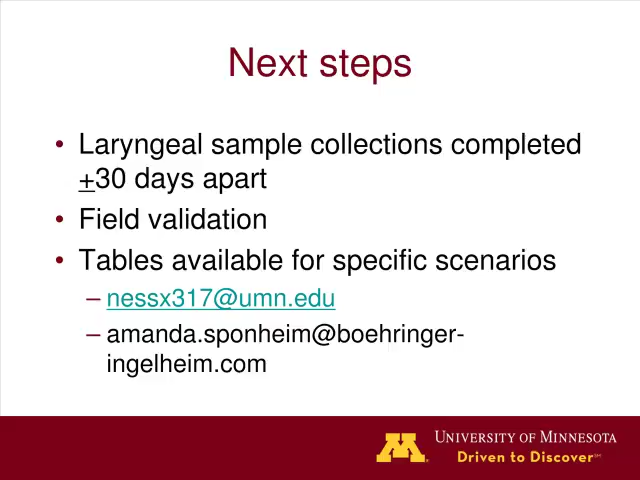 Next steps
• Laryngeal sample collections completed
+30 days apart
• Field validation
• Tables available for specific scenarios
– nessx317@umn.edu
– amanda.sponheim@boehringer-
ingelheim.com
M
UNIVERSITY OF MINNESOTA
Driven to Discover℠